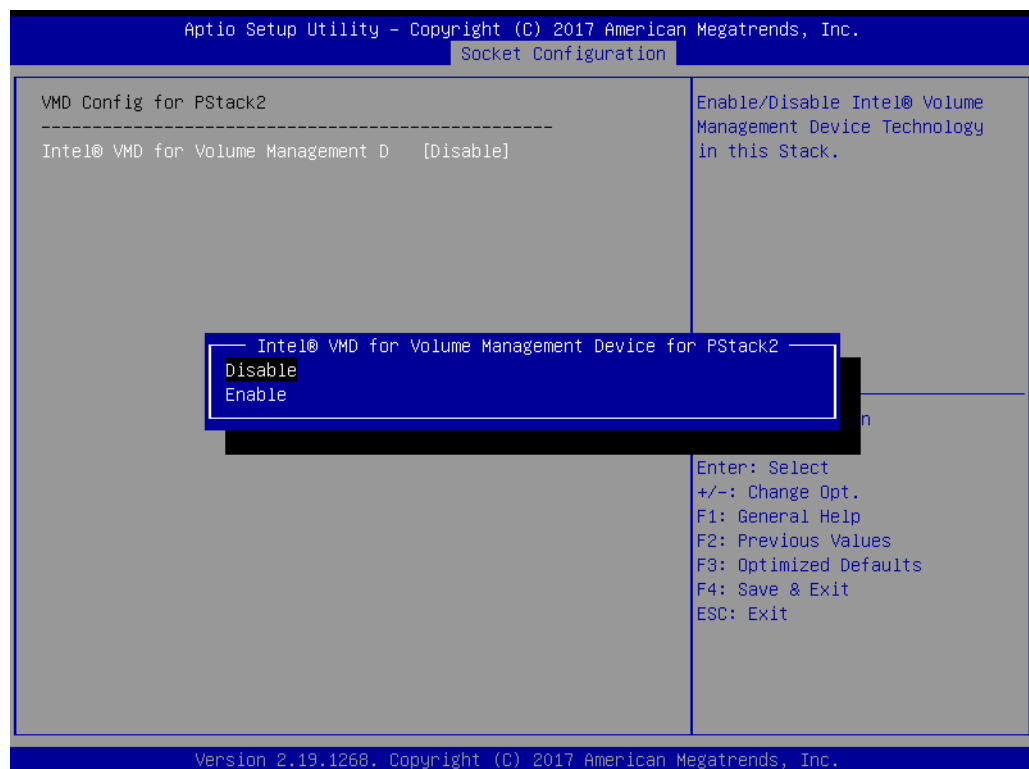 Aptio Setup Utility – Copyright (C) 2017 American Megatrends, Inc.
Socket Configuration
VMD Config for PStack2
--------------------------------------------------
Intel® VMD for Volume Management D [Disable]
Enable/Disable Intel® Volume
Management Device Technology
in this Stack.
Intel® VMD for Volume Management Device for PStack2
Disable
Enable
n
Enter: Select
+/-: Change Opt.
F1: General Help
F2: Previous Values
F3: Optimized Defaults
F4: Save & Exit
ESC: Exit
Version 2.19.1268. Copyright (C) 2017 American Megatrends, Inc.